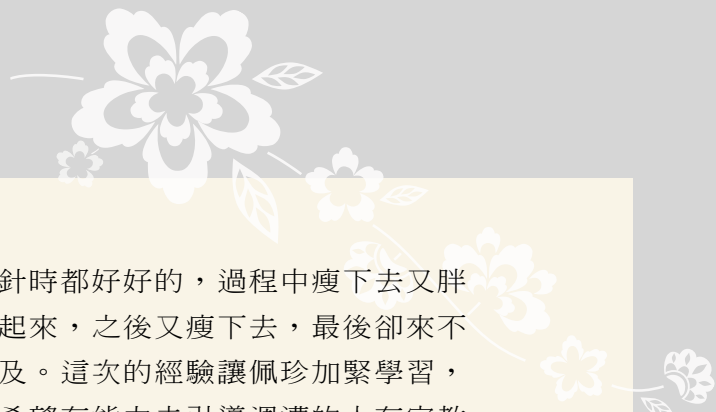 針時都好好的，過程中瘦下去又胖
起來，之後又瘦下去，最後卻來不
及。這次的經驗讓佩珍加緊學習，